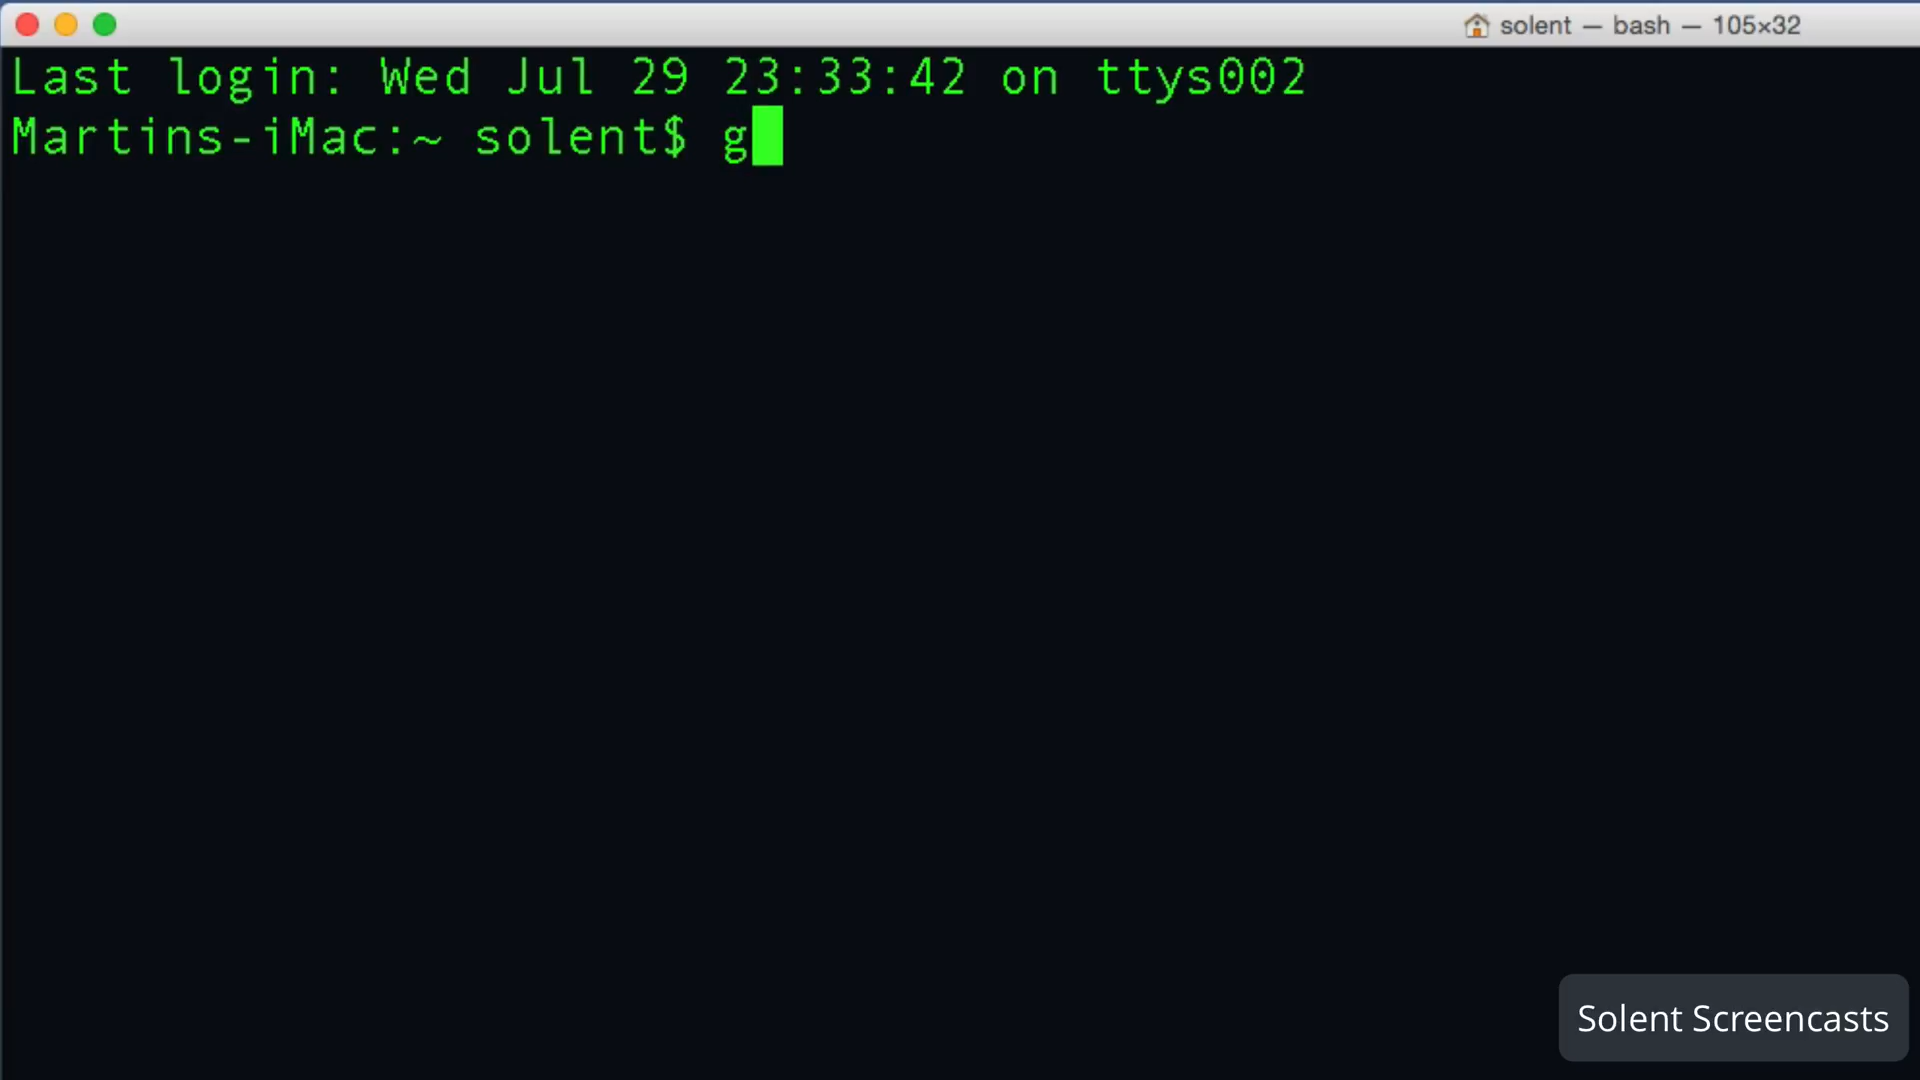 solent — bash — 105×32
Last login: Wed Jul 29 23:33:42 on ttys002
Martins-iMac:~ solent$ g
Solent Screencasts